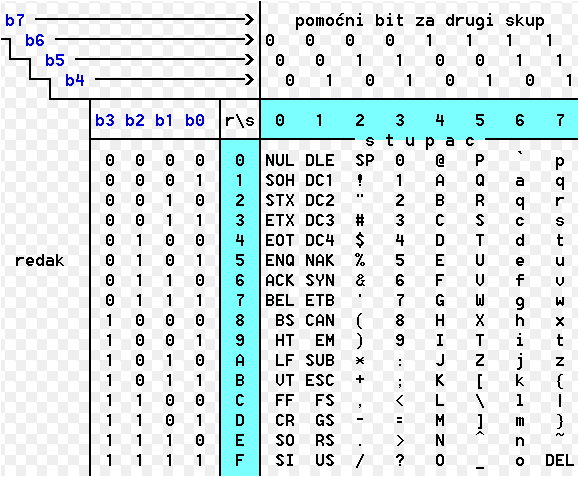 b7 pomoćni bit za drugi skup
b6 0 0 0 0 1 1 1 1
b5 0 0 1 1 0 0 1 1
b4 0 1 0 1 0 1 0 1
b3 b2 b1 b0 r\s 0 1 2 3 4 5 6 7
stupac
0 0 0 0 0 NUL DLE SP 0 @ P ` p
0 0 0 1 1 SOH DC1 ! 1 A Q a q
0 0 1 0 2 STX DC2 " 2 B R q r
0 0 1 1 3 ETX DC3 # 3 C S c s
0 1 0 0 4 EOT DC4 $ 4 D T d t
redak 0 1 0 1 5 ENQ NAK % 5 E U e u
0 1 1 0 6 ACK SYN & 6 F V f v
0 1 1 1 7 BEL ETB ' 7 G W g w
1 0 0 0 8 BS CAN ( 8 H X h x
1 0 0 1 9 HT EM ) 9 I T i t
1 0 1 0 A LF SUB * : J Z j z
1 0 1 1 B VT ESC + ; K [ k {
1 1 0 0 C FF FS , < L \ l |
1 1 0 1 D CR GS - = M ] m }
1 1 1 0 E SO RS . > N ^ n ~
1 1 1 1 F SI US / ? O _ o DEL